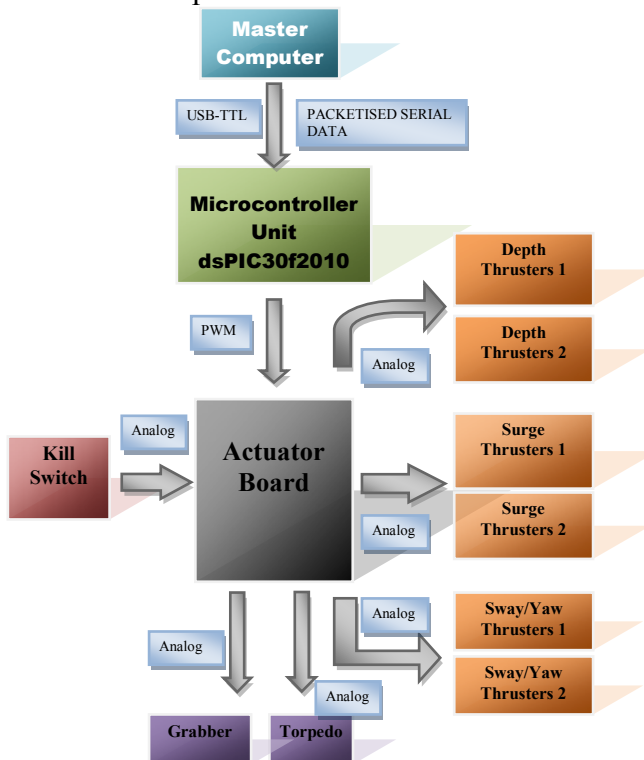 Master
Computer
USB-TTL
PACKETISED SERIAL
DATA
Microcontroller
Unit
dsPIC30f2010
Depth
Thrusters 1
PWM
Depth
Thrusters 2
Analog
Analog
Kill
Switch
Actuator
Board
Surge
Thrusters 1
Surge
Thrusters 2
Analog
Analog
Sway/Yaw
Thrusters 1
Analog
Sway/Yaw
Thrusters 2
Analog
Grabber
Torpedo